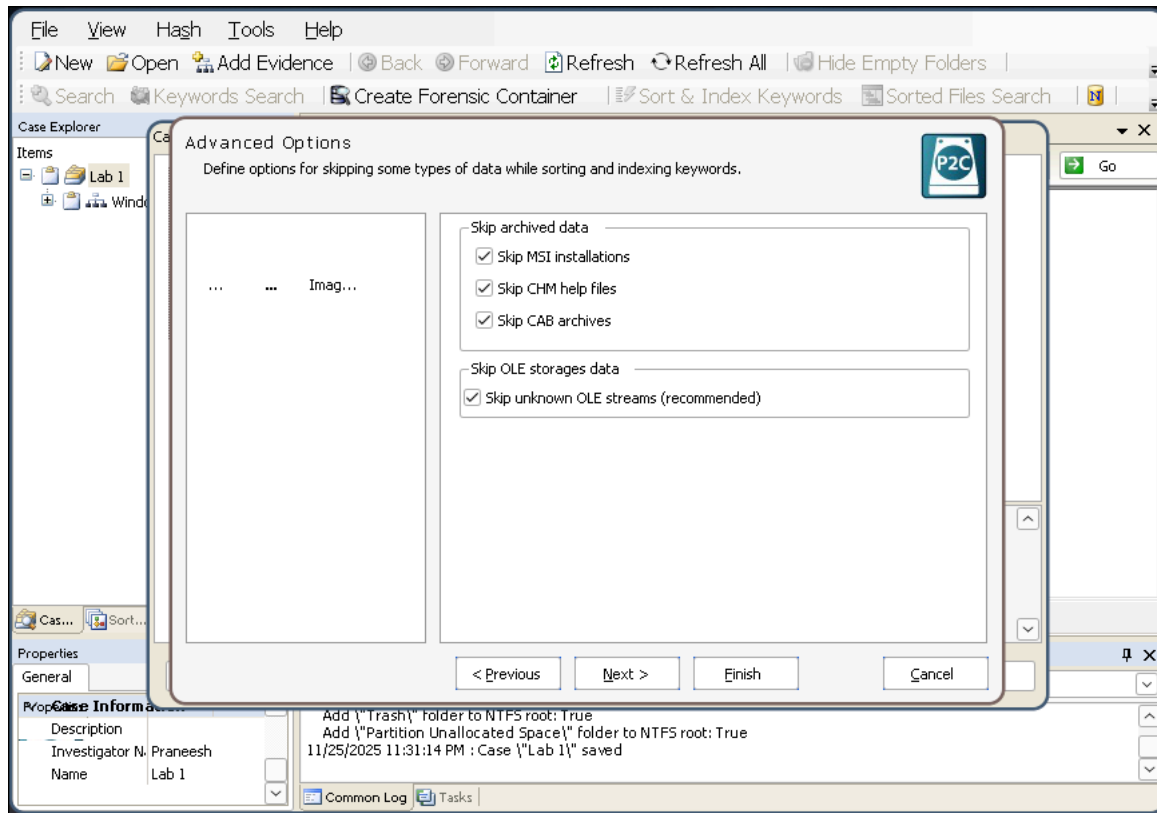 File View Hash Tools Help
New Open Add Evidence Back Forward Refresh Refresh All Hide Empty Folders
Search Keywords Search Create Forensic Container Sort & Index Keywords Sorted Files Search N
Case Explorer
Items
Lab 1
Wind
Ca
Advanced Options
Define options for skipping some types of data while sorting and indexing keywords.
P2C
Go
... ... Imag...
Skip archived data
Skip MSI installations
Skip CHM help files
Skip CAB archives
Skip OLE storages data
Skip unknown OLE streams (recommended)
< Previous Next > Finish Cancel
Cas... Sort...
Properties
General
Case Inform
Description
Investigator N Praneesh
Name Lab 1
Add \"Trash\" folder to NTFS root: True
Add \"Partition Unallocated Space\" folder to NTFS root: True
11/25/2025 11:31:14 PM : Case \"Lab 1\" saved
Common Log Tasks